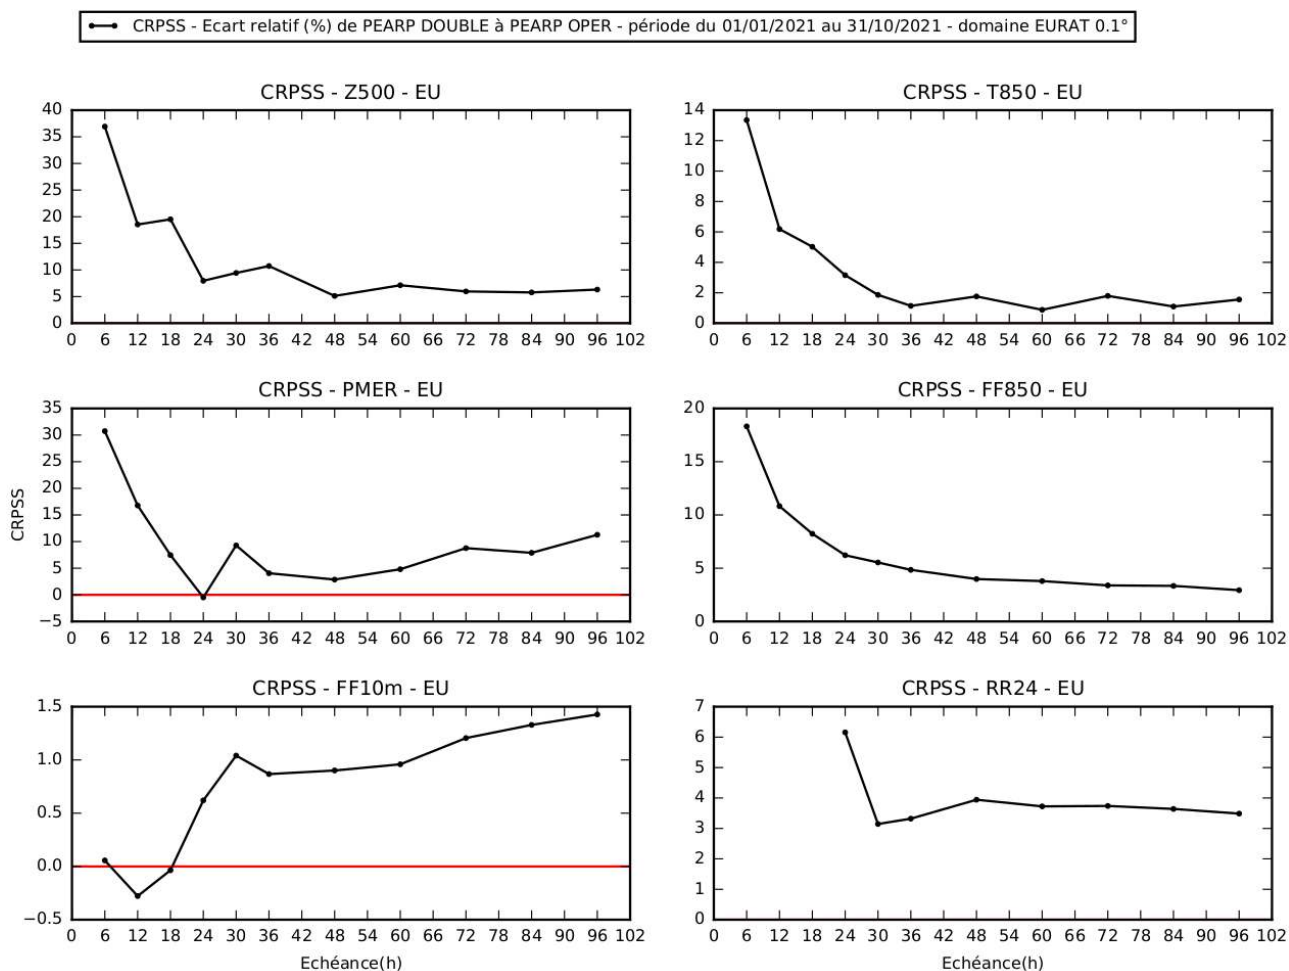 CRPSS - Ecart relatif (%) de PEARP DOUBLE à PEARP OPER - période du 01/01/2021 au 31/10/2021 - domaine EURAT 0.1°
CRPSS - Z500 - EU
40
35
30
25
20
15
10
5
0
0 6 12 18 24 30 36 42 48 54 60 66 72 78 84 90 96 102
CRPSS - T850 - EU
14
12
10
8
6
4
2
0
0 6 12 18 24 30 36 42 48 54 60 66 72 78 84 90 96 102
CRPSS - PMER - EU
CRPSS
35
30
25
20
15
10
5
0
−5
0 6 12 18 24 30 36 42 48 54 60 66 72 78 84 90 96 102
CRPSS - FF850 - EU
20
15
10
5
0
0 6 12 18 24 30 36 42 48 54 60 66 72 78 84 90 96 102
CRPSS - FF10m - EU
1.5
1.0
0.5
0.0
−0.5
0 6 12 18 24 30 36 42 48 54 60 66 72 78 84 90 96 102
Echéance(h)
CRPSS - RR24 - EU
7
6
5
4
3
2
1
0
0 6 12 18 24 30 36 42 48 54 60 66 72 78 84 90 96 102
Echéance(h)